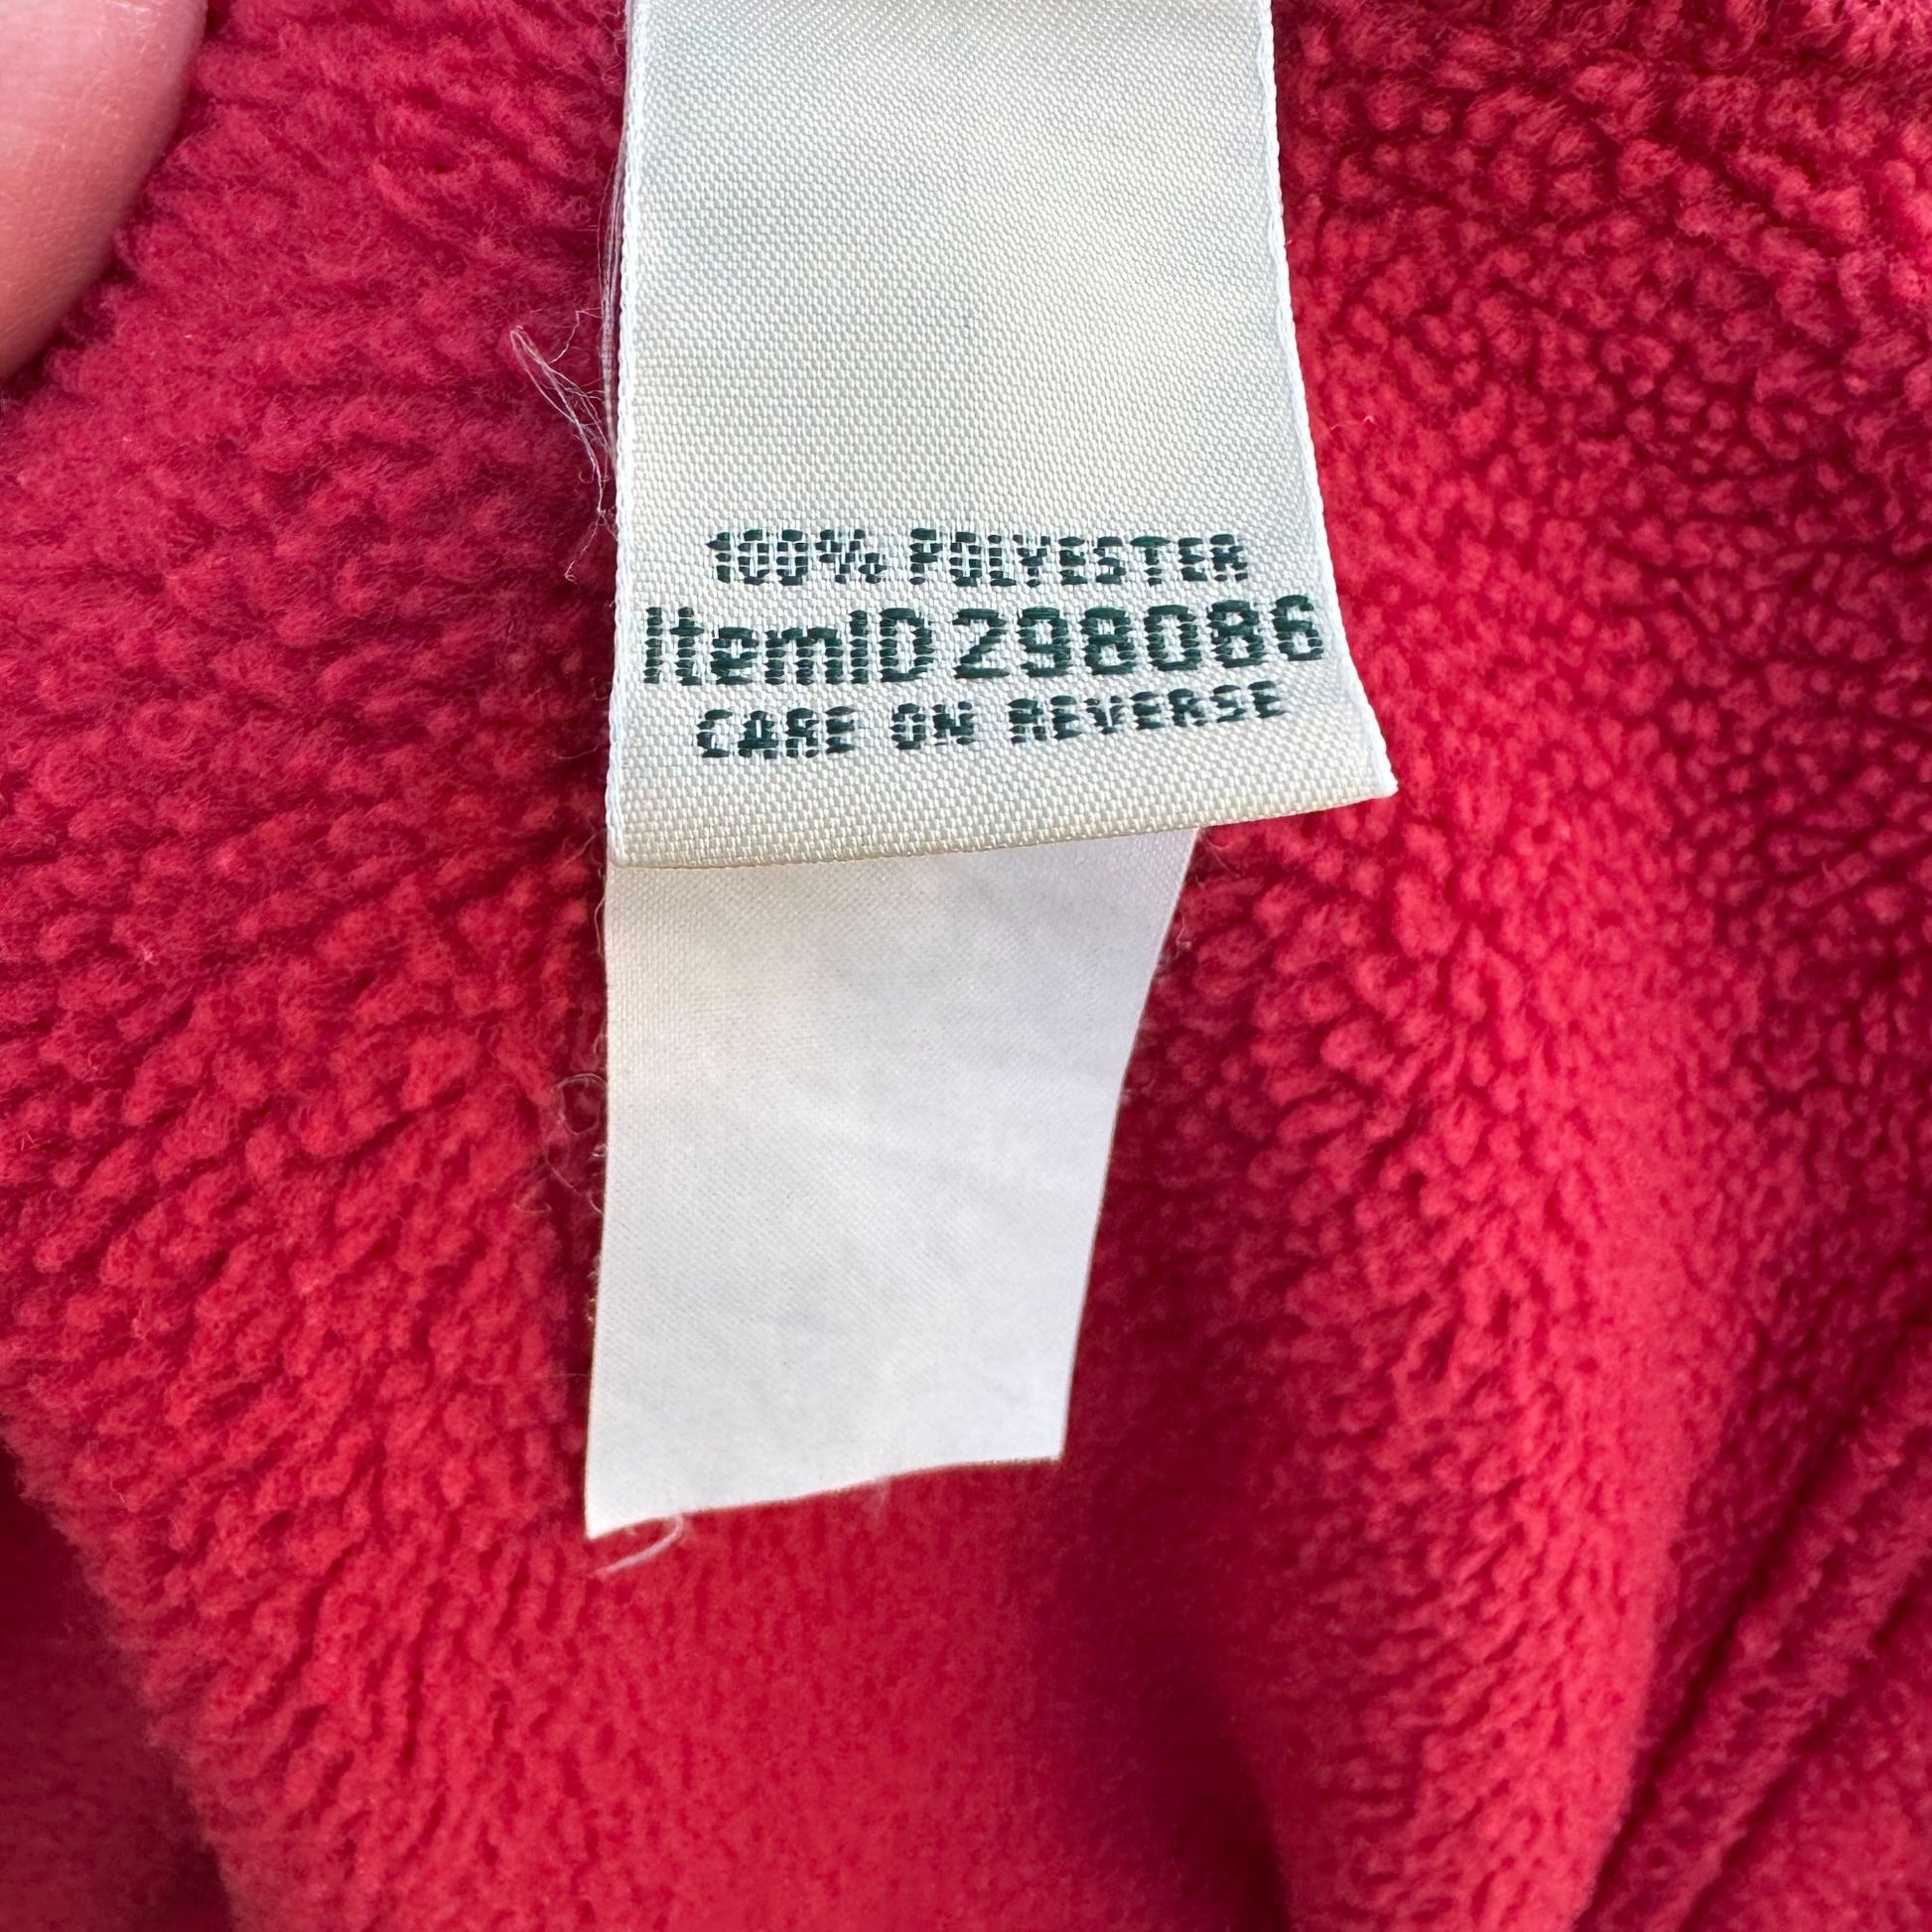 100% POLYESTER
ItemID 298086
CARE ON REVERSE